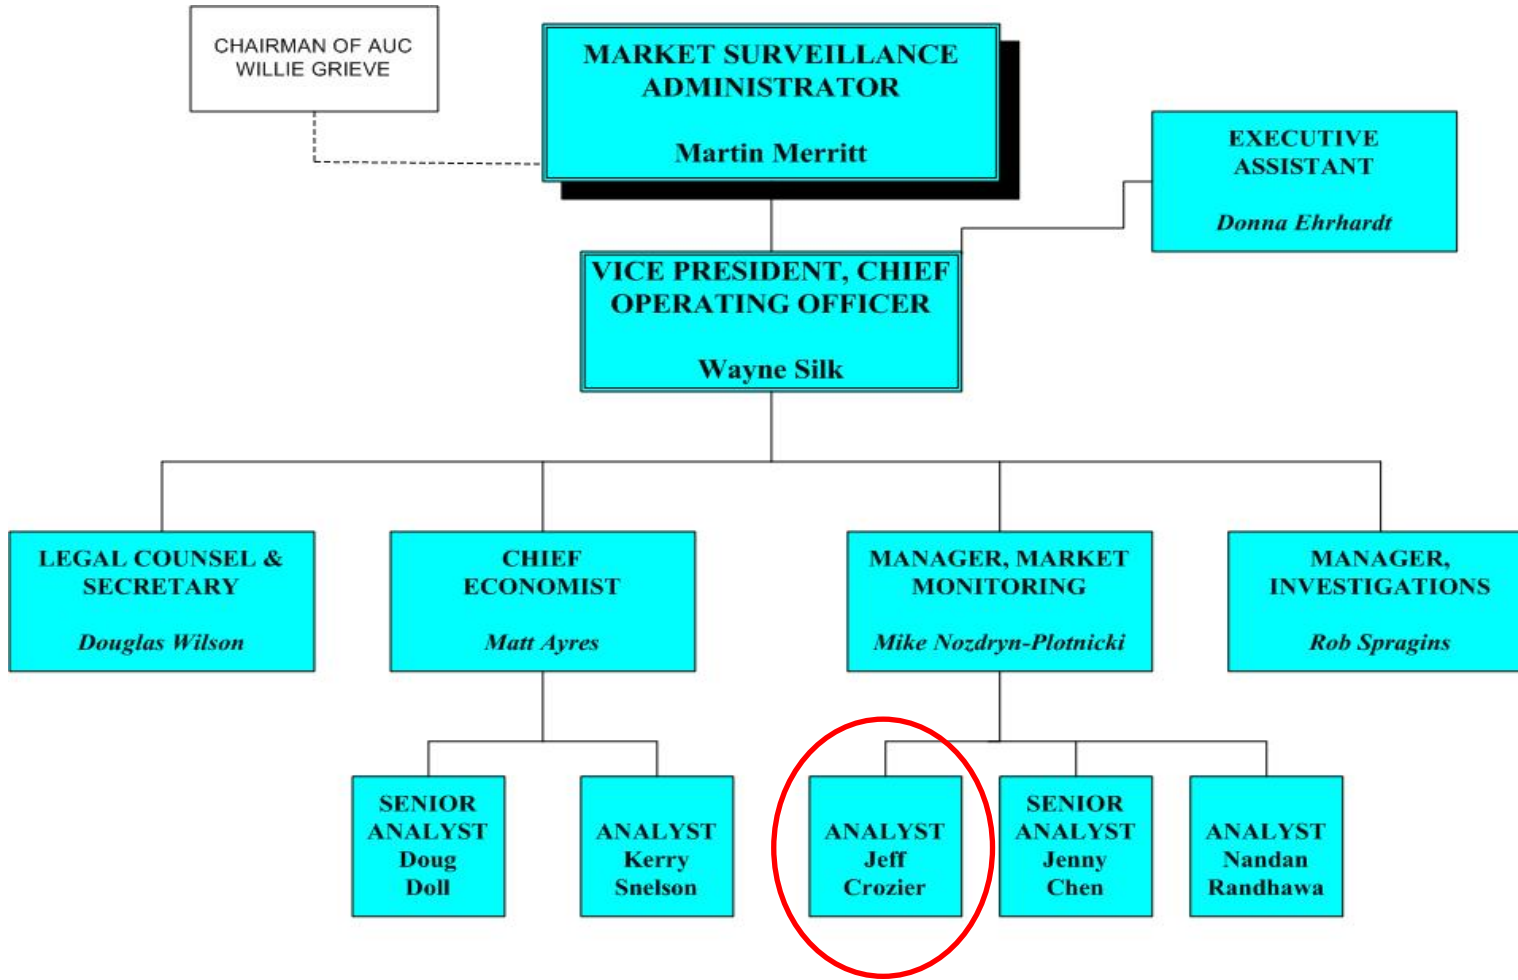 CHAIRMAN OF AUC
WILLIE GRIEVE
MARKET SURVEILLANCE
ADMINISTRATOR
Martin Merritt
EXECUTIVE
ASSISTANT
Donna Ehrhardt
VICE PRESIDENT, CHIEF
OPERATING OFFICER
Wayne Silk
LEGAL COUNSEL &
SECRETARY
Douglas Wilson
CHIEF
ECONOMIST
Matt Ayres
MANAGER, MARKET
MONITORING
Mike Nozdryn-Plotnicki
MANAGER,
INVESTIGATIONS
Rob Spragins
SENIOR
ANALYST
Doug
Doll
ANALYST
Kerry
Snelson
ANALYST
Jeff
Crozier
SENIOR
ANALYST
Jenny
Chen
ANALYST
Nandan
Randhawa